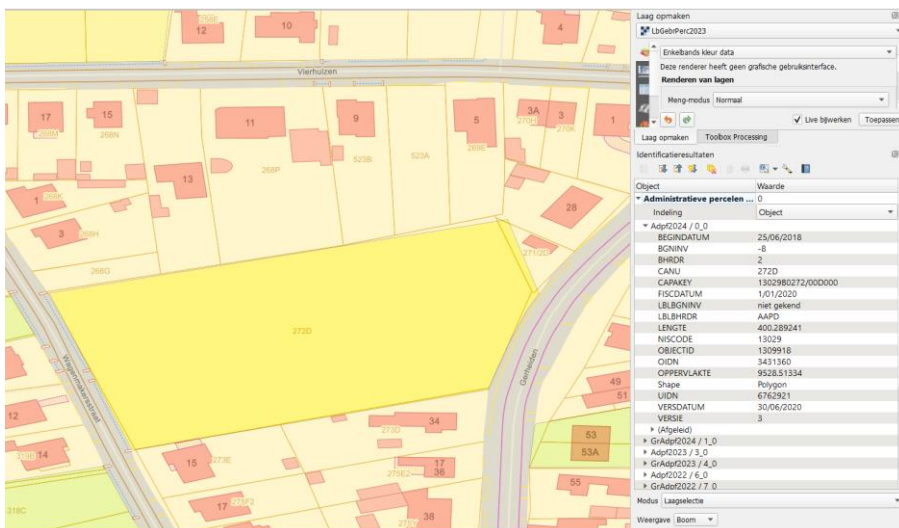 12
10
4
Vierhuizen
17
15
268N
11
268P
9
523B
523A
5
269E
3A
270H
3
270K
1
13
1
268K
3
268H
28
271/2D
268G
272D
Wagenmakersstraat
Gerheiden
49
51
12
14
318C
34
273D
15
273E
17
36
275E2
17
275F2
38
53
53A
55
Laag opmaken
LbGebrPerc2023
Enkelbands kleur data
Deze renderer heeft geen grafische gebruiksinterface.
Renderen van lagen
Meng-modus Normaal
Live bijwerken Toepassen
Laag opmaken Toolbox Processing
Identificatieresultaten
Object Waarde
Administratieve percelen ... 0
Indeling Object
Adpf2024 / 0_0
BEGINDATUM 25/06/2018
BGNINV -8
BHRDR 2
CANU 272D
CAPAKEY 13029B0272/00D000
FISCDATUM 1/01/2020
LBLBGNINV niet gekend
LBLBHRDR AAPD
LENGTE 400.289241
NISCODE 13029
OBJECTID 1309918
OIDN 3431360
OPPERVLAKTE 9528.51334
Shape Polygon
UIDN 6762921
VERSDATUM 30/06/2020
VERSIE 3
(Afgeleid)
GrAdpf2024 / 1_0
Adpf2023 / 3_0
GrAdpf2023 / 4_0
Adpf2022 / 6_0
GrAdpf2022 / 7_0
Modus Laagselectie
Weergave Boom